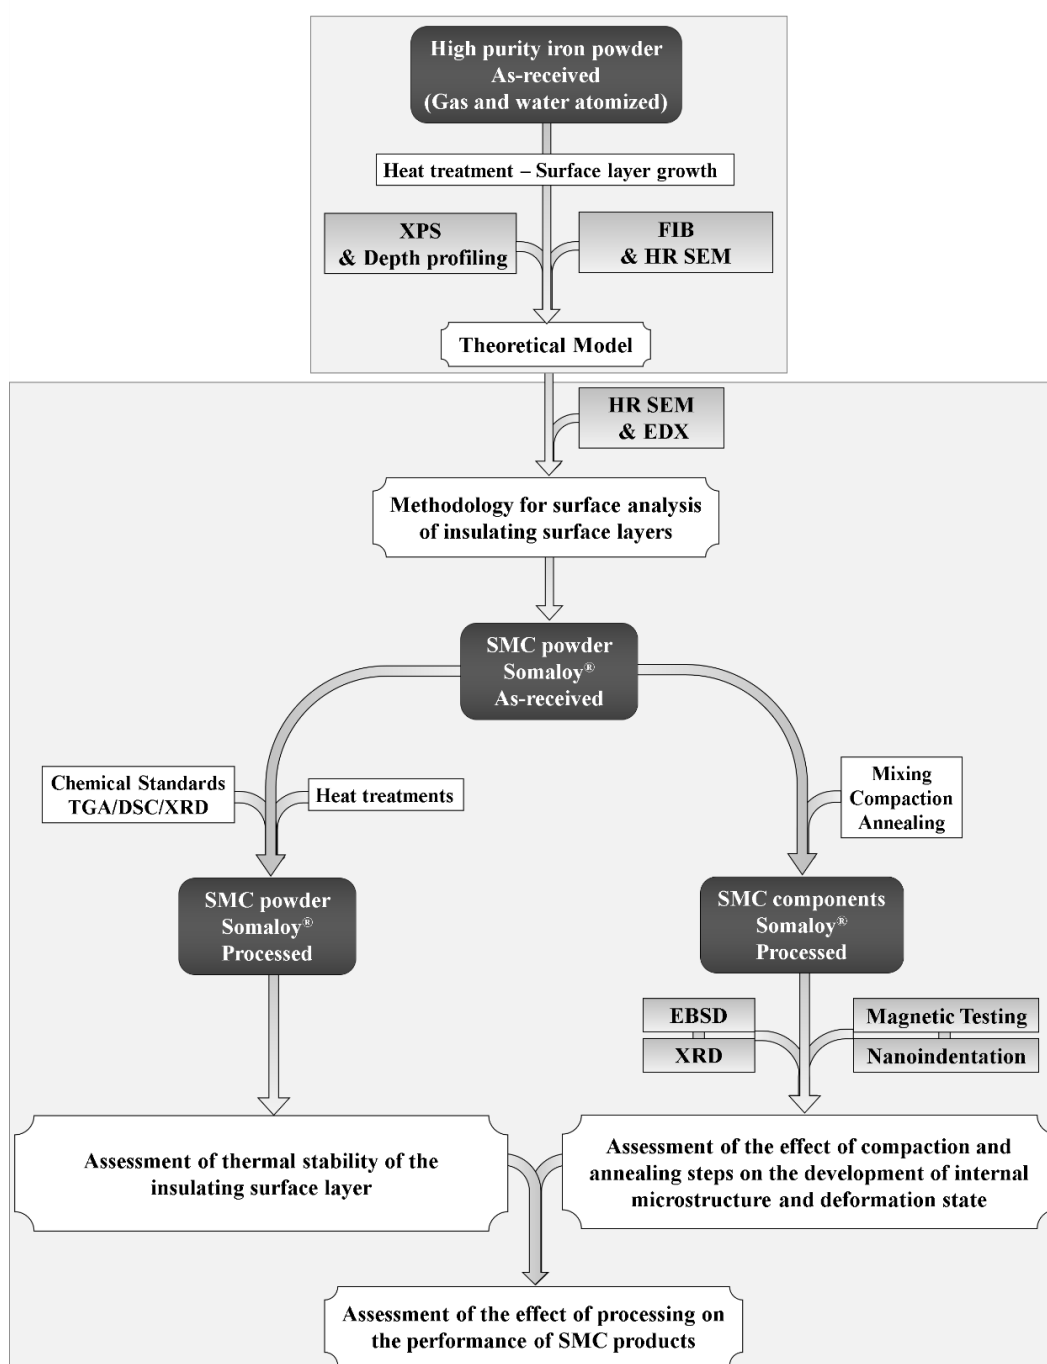 High purity iron powder
As-received
(Gas and water atomized)
Heat treatment – Surface layer growth
XPS
& Depth profiling
FIB
& HR SEM
Theoretical Model
HR SEM
& EDX
Methodology for surface analysis
of insulating surface layers
SMC powder
Somaloy®
As-received
Chemical Standards
TGA/DSC/XRD
Heat treatments
Mixing
Compaction
Annealing
SMC powder
Somaloy®
Processed
SMC components
Somaloy®
Processed
EBSD
XRD
Magnetic Testing
Nanoindentation
Assessment of thermal stability of the
insulating surface layer
Assessment of the effect of compaction and
annealing steps on the development of internal
microstructure and deformation state
Assessment of the effect of processing on
the performance of SMC products